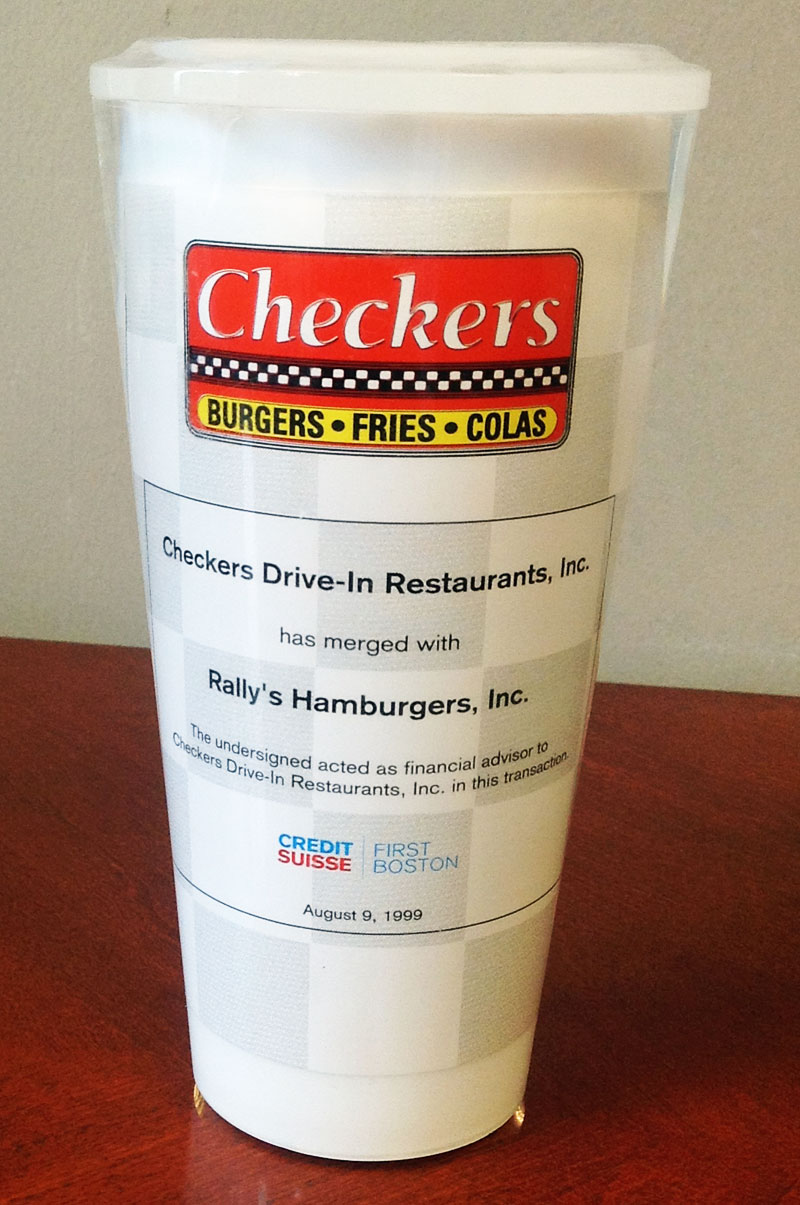 Checkers
BURGERS • FRIES • COLAS
Checkers Drive-In Restaurants, Inc.
has merged with
Rally's Hamburgers, Inc.
The undersigned acted as financial advisor to
Checkers Drive-In Restaurants, Inc. in this transaction.
CREDIT SUISSE | FIRST BOSTON
August 9, 1999